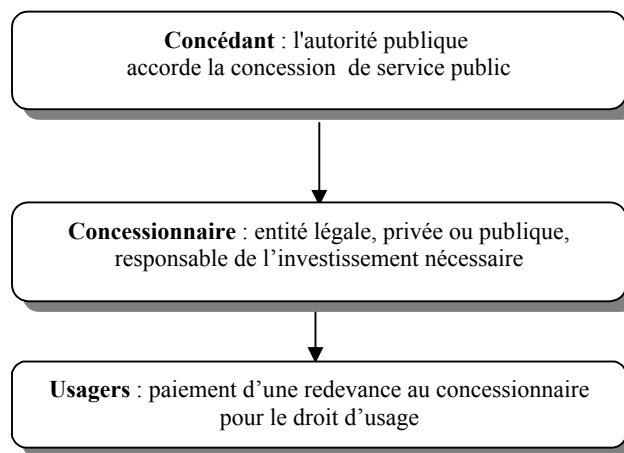 Concédant : l'autorité publique
accorde la concession de service public
Concessionnaire : entité légale, privée ou publique,
responsable de l’investissement nécessaire
Usagers : paiement d’une redevance au concessionnaire
pour le droit d’usage